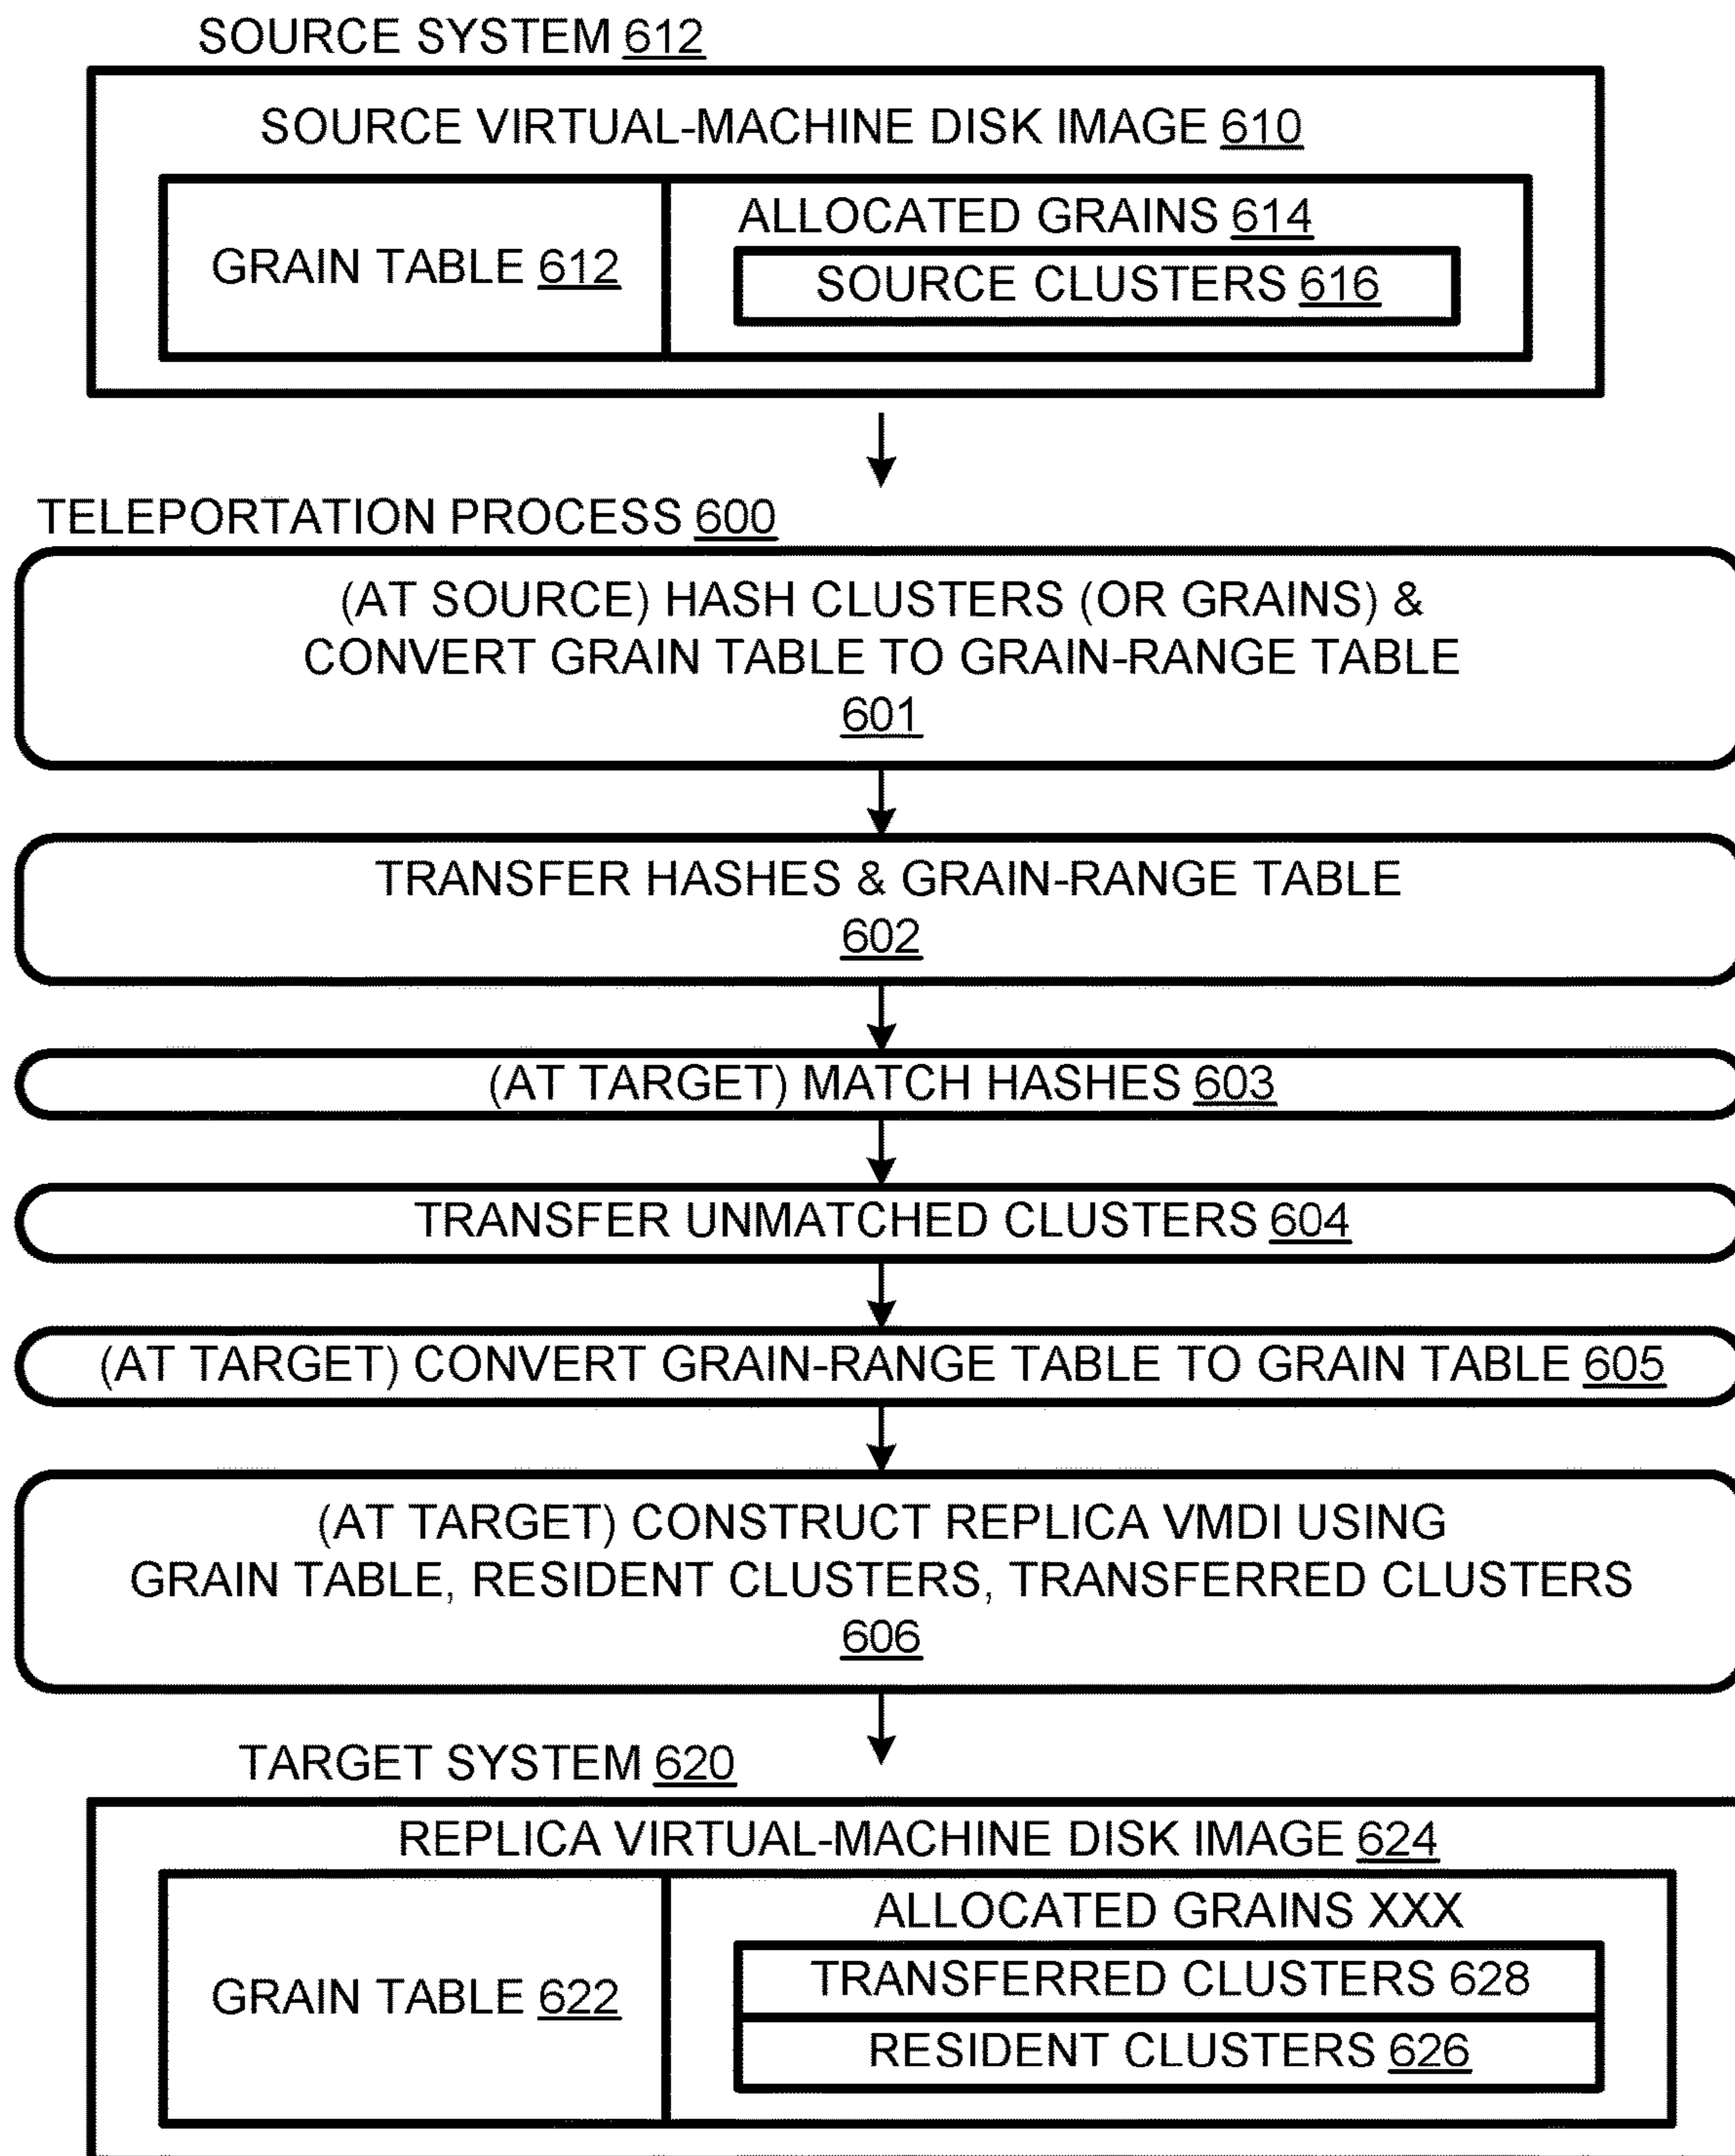 SOURCE SYSTEM 612
SOURCE VIRTUAL-MACHINE DISK IMAGE 610
GRAIN TABLE 612
ALLOCATED GRAINS 614
SOURCE CLUSTERS 616
TELEPORTATION PROCESS 600
(AT SOURCE) HASH CLUSTERS (OR GRAINS) &
CONVERT GRAIN TABLE TO GRAIN-RANGE TABLE
601
TRANSFER HASHES & GRAIN-RANGE TABLE
602
(AT TARGET) MATCH HASHES 603
TRANSFER UNMATCHED CLUSTERS 604
(AT TARGET) CONVERT GRAIN-RANGE TABLE TO GRAIN TABLE 605
(AT TARGET) CONSTRUCT REPLICA VMDI USING
GRAIN TABLE, RESIDENT CLUSTERS, TRANSFERRED CLUSTERS
606
TARGET SYSTEM 620
REPLICA VIRTUAL-MACHINE DISK IMAGE 624
GRAIN TABLE 622
ALLOCATED GRAINS XXX
TRANSFERRED CLUSTERS 628
RESIDENT CLUSTERS 626